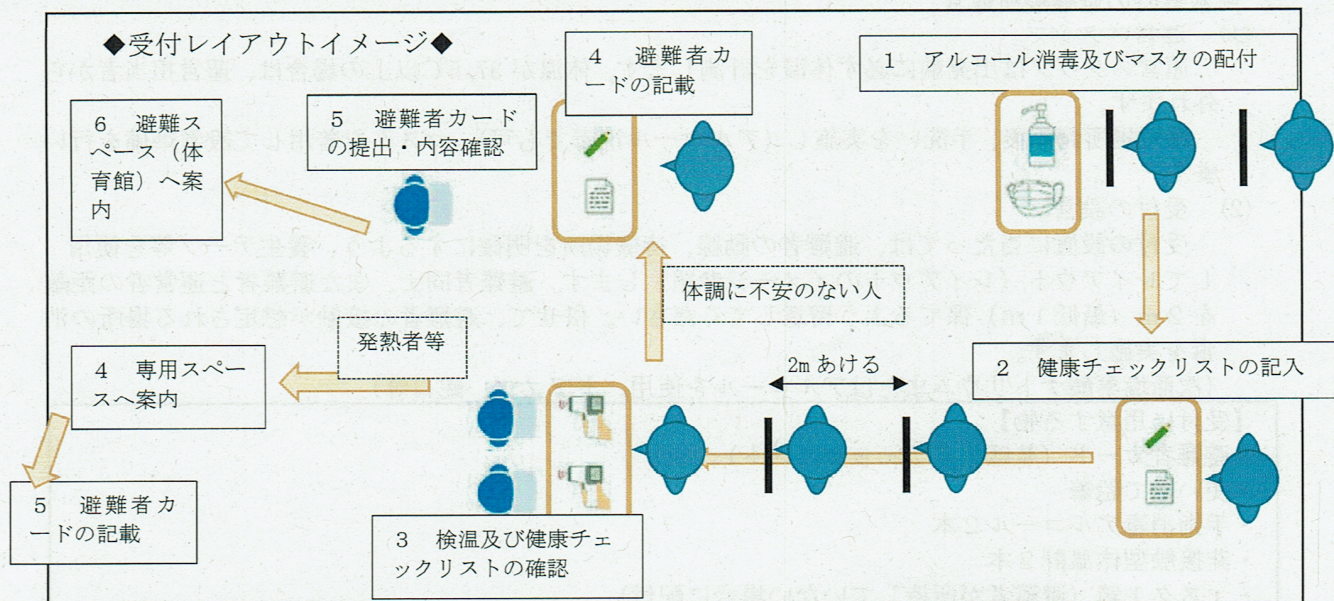 ◆受付レイアウトイメージ◆
1 アルコール消毒及びマスクの配付
2 健康チェックリストの記入
2mあける
3 検温及び健康チェ
ックリストの確認
体調に不安のない人
4 避難者カ
ードの記載
5 避難者カード
の提出・内容確認
6 避難ス
ペース（体
育館）へ案
内
発熱者等
4 専用スペー
スへ案内
5 避難者カ
ードの記載